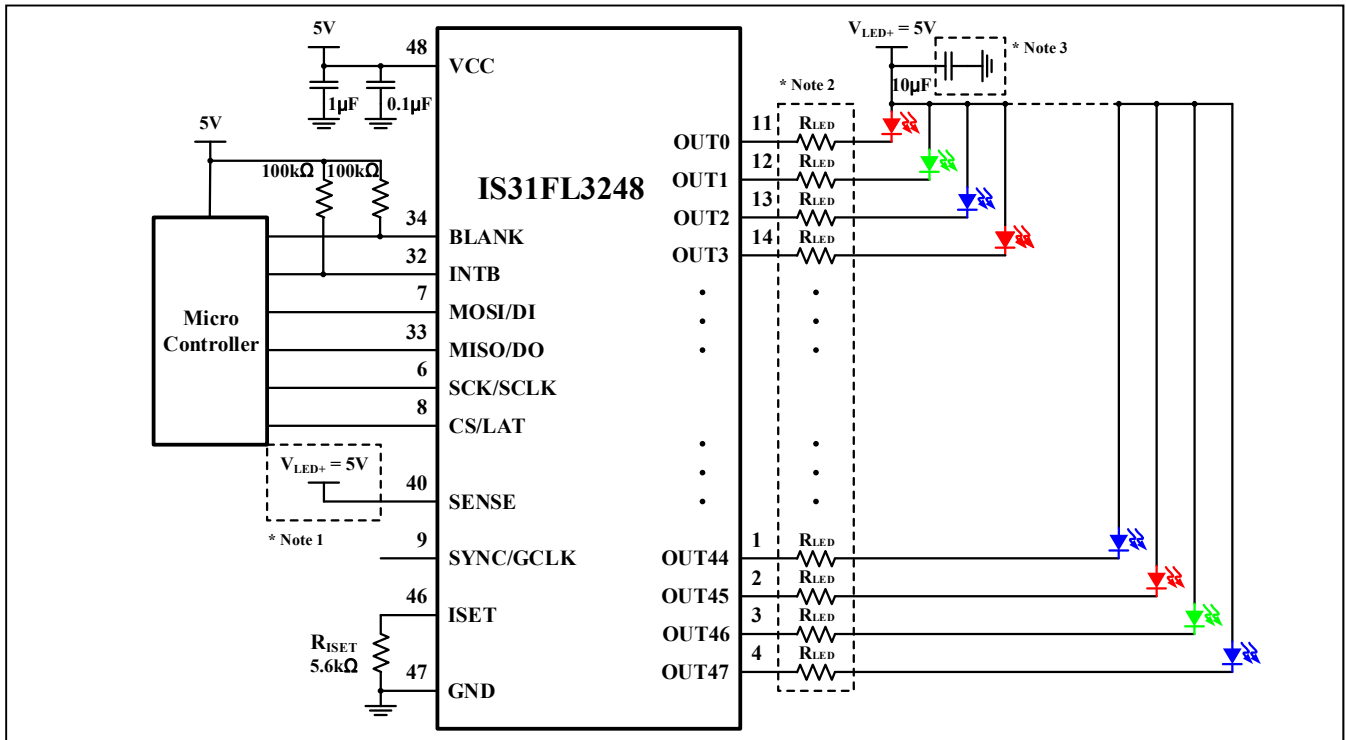 5V
48
VCC
1µF
0.1µF
5V
100kΩ
100kΩ
Micro
Controller
34
BLANK
32
INTB
7
MOSI/DI
33
MISO/DO
6
SCK/SCLK
8
CS/LAT
VLED+ = 5V
40
SENSE
* Note 1
9
SYNC/GCLK
46
ISET
RISET
5.6kΩ
47
GND
IS31FL3248
VLED+ = 5V
* Note 3
10µF
* Note 2
OUT0
11
RLED
OUT1
12
RLED
OUT2
13
RLED
OUT3
14
RLED
OUT44
1
RLED
OUT45
2
RLED
OUT46
3
RLED
OUT47
4
RLED